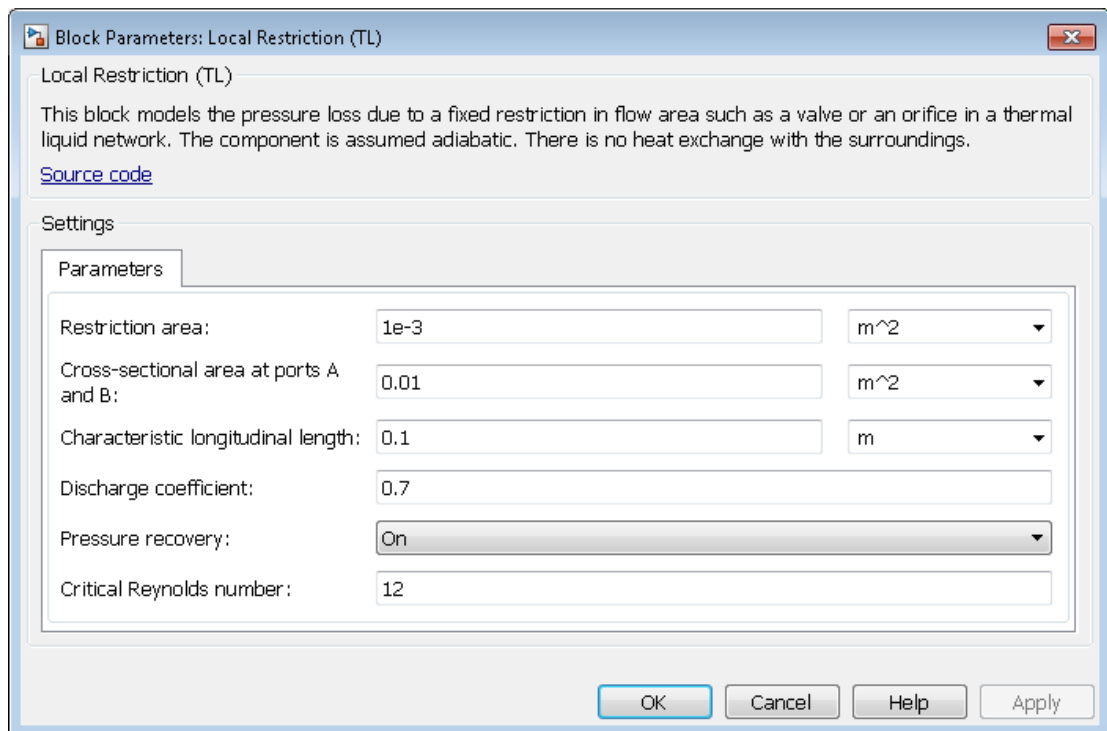 Block Parameters: Local Restriction (TL)
Local Restriction (TL)
This block models the pressure loss due to a fixed restriction in flow area such as a valve or an orifice in a thermal
liquid network. The component is assumed adiabatic. There is no heat exchange with the surroundings.
Source code
Settings
Parameters
Restriction area: 1e-3 m^2
Cross-sectional area at ports A
and B: 0.01 m^2
Characteristic longitudinal length: 0.1 m
Discharge coefficient: 0.7
Pressure recovery: On
Critical Reynolds number: 12
OK Cancel Help Apply